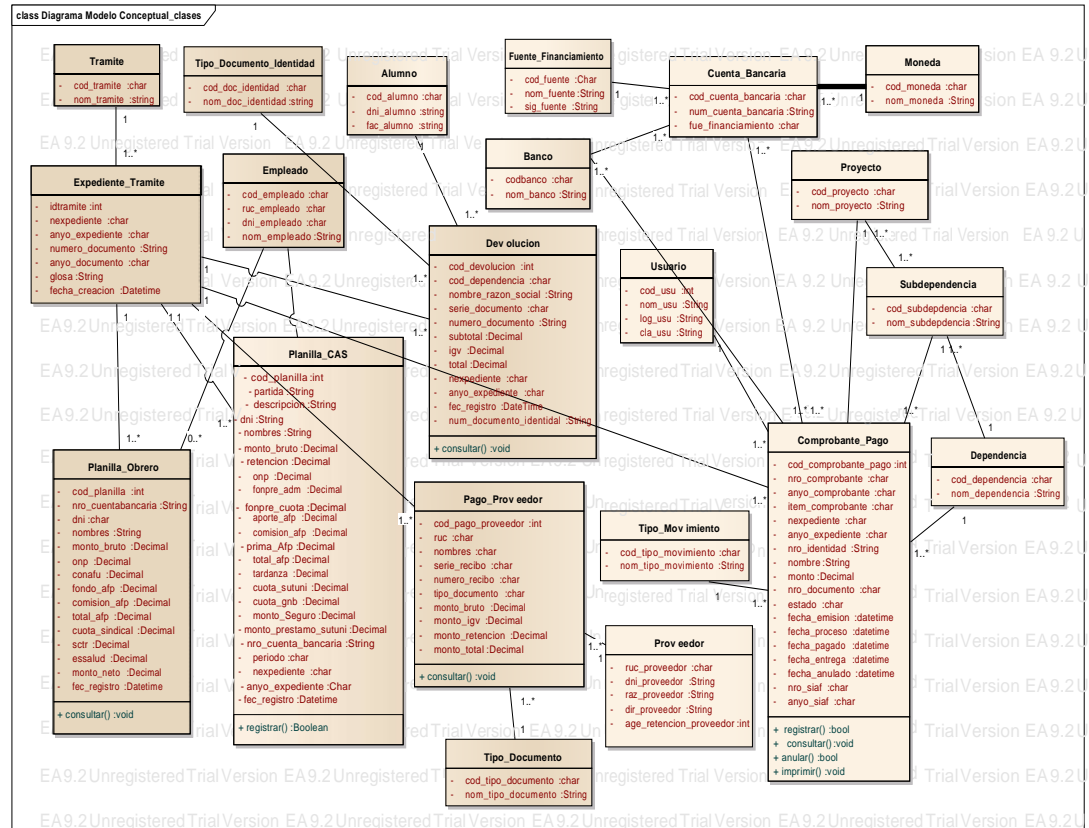 class Diagrama Modelo Conceptual_clases
Tramite
- cod_tramite :char
- nom_tramite :string
Tipo_Documento_Identidad
- cod_doc_identidad :char
- nom_doc_identidad :string
Alumno
- cod_alumno :char
- dni_alumno :string
- fac_alumno :string
Fuente_Financiamiento
- cod_fuente :Char
- nom_fuente :String
- sig_fuente :String
Cuenta_Bancaria
- cod_cuenta_bancaria :char
- num_cuenta_bancaria :String
- fue_financiamiento :char
Moneda
- cod_moneda :char
- nom_moneda :String
Expediente_Tramite
- idtramite :int
- nexpediente :char
- anyo_expediente :char
- numero_documento :String
- anyo_documento :char
- glosa :String
- fecha_creacion :Datetime
Empleado
- cod_empleado :char
- ruc_empleado :char
- dni_empleado :char
- nom_empleado :String
Banco
- codbanco :char
- nom_banco :String
Proyecto
- cod_proyecto :char
- nom_proyecto :String
Devolucion
- cod_devolucion :int
- cod_dependencia :char
- nombre_razon_social :String
- serie_documento :char
- numero_documento :String
- subtotal :Decimal
- igv :Decimal
- total :Decimal
- nexpediente :char
- anyo_expediente :char
- fec_registro :DateTime
- num_documento_identidal :String
+ consultar() :void
Usuario
- cod_usu :int
- nom_usu :String
- log_usu :String
- cla_usu :String
Subdependencia
- cod_subdepdencia :char
- nom_subdepdencia :String
Planilla_CAS
- cod_planilla :int
- partida :String
- descripcion :String
- dni :String
- nombres :String
- monto_bruto :Decimal
- retencion :Decimal
- onp :Decimal
- fonpre_adm :Decimal
- fonpre_cuota :Decimal
- aporte_afp :Decimal
- comision_afp :Decimal
- prima_Afp :Decimal
- total_afp :Decimal
- tardanza :Decimal
- cuota_sutuni :Decimal
- cuota_gnb :Decimal
- monto_Seguro :Decimal
- monto_prestamo_sutuni :Decimal
- nro_cuenta_bancaria :String
- periodo :char
- nexpediente :char
- anyo_expediente :Char
- fec_registro :Datetime
+ registrar() :Boolean
Planilla_Obrero
- cod_planilla :int
- nro_cuentabancaria :String
- dni :char
- nombres :String
- monto_bruto :Decimal
- onp :Decimal
- conafu :Decimal
- fondo_afp :Decimal
- comision_afp :Decimal
- total_afp :Decimal
- cuota_sindical :Decimal
- sctr :Decimal
- essalud :Decimal
- monto_neto :Decimal
- fec_registro :Datetime
+ consultar() :void
Pago_Proveedor
- cod_pago_proveedor :int
- ruc :char
- nombres :char
- serie_recibo :char
- numero_recibo :char
- tipo_documento :char
- monto_bruto :Decimal
- monto_igv :Decimal
- monto_retencion :Decimal
- monto_total :Decimal
+ consultar() :void
Tipo_Movimiento
- cod_tipo_movimiento :char
- nom_tipo_movimiento :String
Comprobante_Pago
- cod_comprobante_pago :int
- nro_comprobante :char
- anyo_comprobante :char
- item_comprobante :char
- nexpediente :char
- anyo_expediente :char
- nro_identidad :String
- nombre :String
- monto :Decimal
- nro_documento :char
- estado :char
- fecha_emision :datetime
- fecha_proceso :datetime
- fecha_pagado :datetime
- fecha_entrega :datetime
- fecha_anulado :datetime
- nro_siaf :char
- anyo_siaf :char
+ registrar() :bool
+ consultar() :void
+ anular() :bool
+ imprimir() :void
Dependencia
- cod_dependencia :char
- nom_dependencia :String
Proveedor
- ruc_proveedor :char
- dni_proveedor :String
- raz_proveedor :String
- dir_proveedor :String
- age_retencion_proveedor :int
Tipo_Documento
- cod_tipo_documento :char
- nom_tipo_documento :String